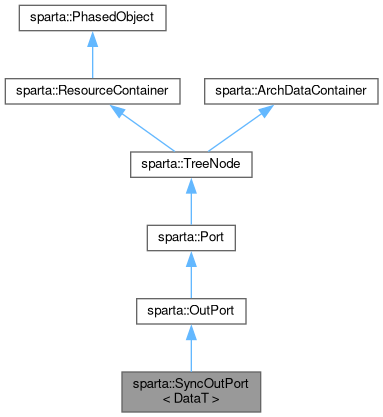 sparta::PhasedObject
sparta::ResourceContainer
sparta::ArchDataContainer
sparta::TreeNode
sparta::Port
sparta::OutPort
sparta::SyncOutPort
< DataT >